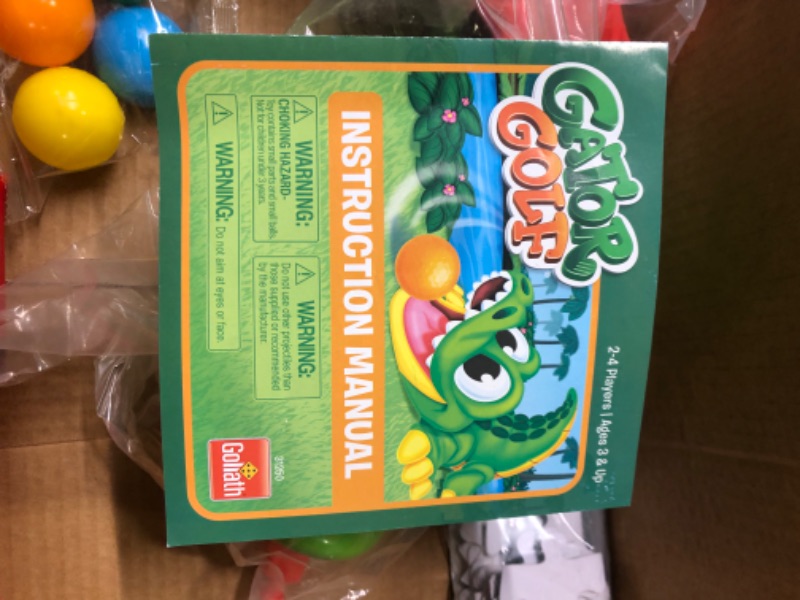 GATOR
GOLF
2-4 Players | Ages 3 & Up
INSTRUCTION MANUAL
WARNING:
CHOKING HAZARD-
Toy contains small parts and small balls.
Not for children under 3 years.
WARNING:
Do not use other projectiles than
those supplied or recommended
by the manufacturer.
WARNING: Do not aim at eyes or face.
Goliath